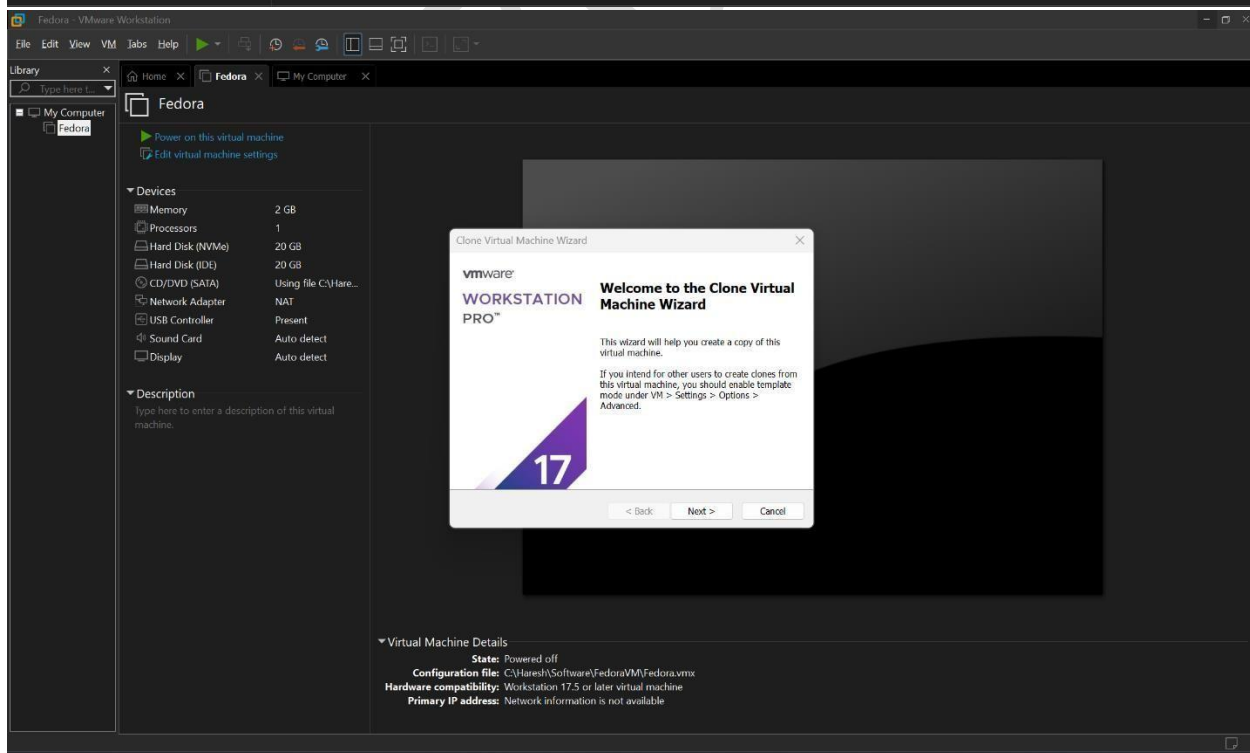 Fedora - VMware Workstation
File Edit View VM Tabs Help
Library
Type here t...
Home Fedora My Computer
My Computer
Fedora
Fedora
Power on this virtual machine
Edit virtual machine settings
Devices
Memory 2 GB
Processors 1
Hard Disk (NVMe) 20 GB
Hard Disk (IDE) 20 GB
CD/DVD (SATA) Using file C:\Hare...
Network Adapter NAT
USB Controller Present
Sound Card Auto detect
Display Auto detect
Description
Type here to enter a description of this virtual
machine.
Clone Virtual Machine Wizard
vmware
WORKSTATION
PRO™
17
Welcome to the Clone Virtual
Machine Wizard
This wizard will help you create a copy of this
virtual machine.
If you intend for other users to create clones from
this virtual machine, you should enable template
mode under VM > Settings > Options >
Advanced.
< Back Next > Cancel
Virtual Machine Details
State: Powered off
Configuration file: C:\Haresh\Software\FedoraVM\Fedora.vmx
Hardware compatibility: Workstation 17.5 or later virtual machine
Primary IP address: Network information is not available